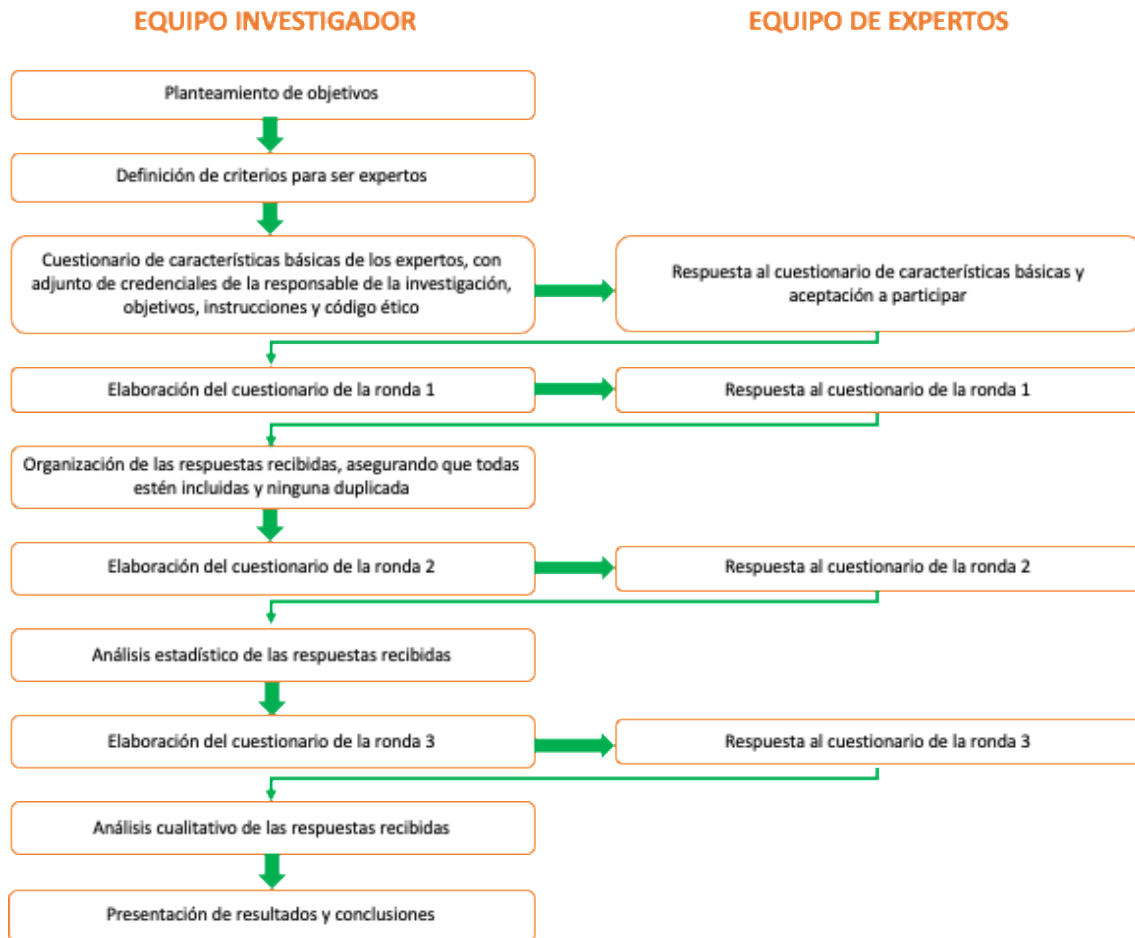 EQUIPO INVESTIGADOR
EQUIPO DE EXPERTOS
Planteamiento de objetivos
Definición de criterios para ser expertos
Cuestionario de características básicas de los expertos, con
adjunto de credenciales de la responsable de la investigación,
objetivos, instrucciones y código ético
Respuesta al cuestionario de características básicas y
aceptación a participar
Elaboración del cuestionario de la ronda 1
Respuesta al cuestionario de la ronda 1
Organización de las respuestas recibidas, asegurando que todas
estén incluidas y ninguna duplicada
Elaboración del cuestionario de la ronda 2
Respuesta al cuestionario de la ronda 2
Análisis estadístico de las respuestas recibidas
Elaboración del cuestionario de la ronda 3
Respuesta al cuestionario de la ronda 3
Análisis cualitativo de las respuestas recibidas
Presentación de resultados y conclusiones